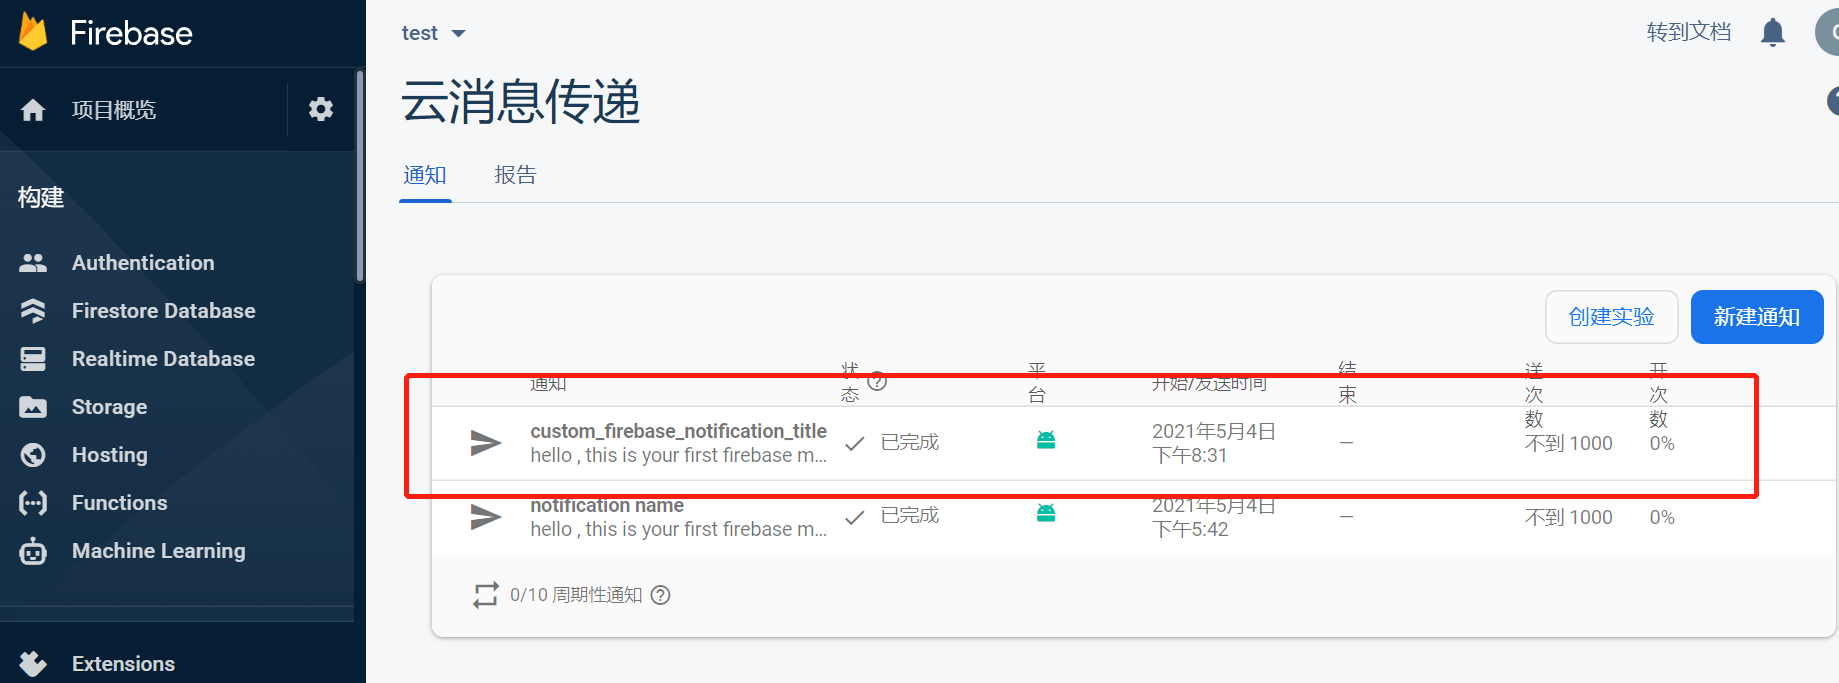 Firebase
项目概览
构建
Authentication
Firestore Database
Realtime Database
Storage
Hosting
Functions
Machine Learning
Extensions
test
转到文档
云消息传递
通知 报告
创建实验 新建通知
通知 状态 平台 开始/发送时间 结束 送次数 开次数
custom_firebase_notification_title
hello , this is your first firebase m...
已完成
2021年5月4日
下午8:31
—
不到 1000
0%
notification name
hello , this is your first firebase m...
已完成
2021年5月4日
下午5:42
—
不到 1000
0%
0/10 周期性通知